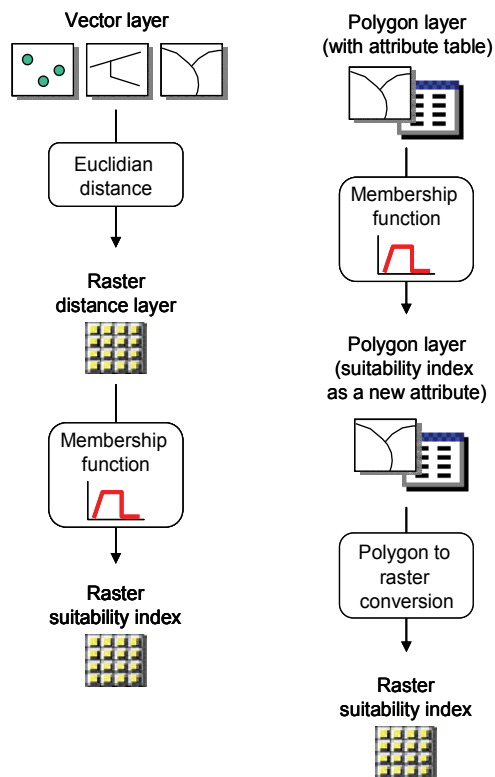 Vector layer
Euclidian
distance
Raster
distance layer
Membership
function
Raster
suitability index
Polygon layer
(with attribute table)
Membership
function
Polygon layer
(suitability index
as a new attribute)
Polygon to
raster
conversion
Raster
suitability index